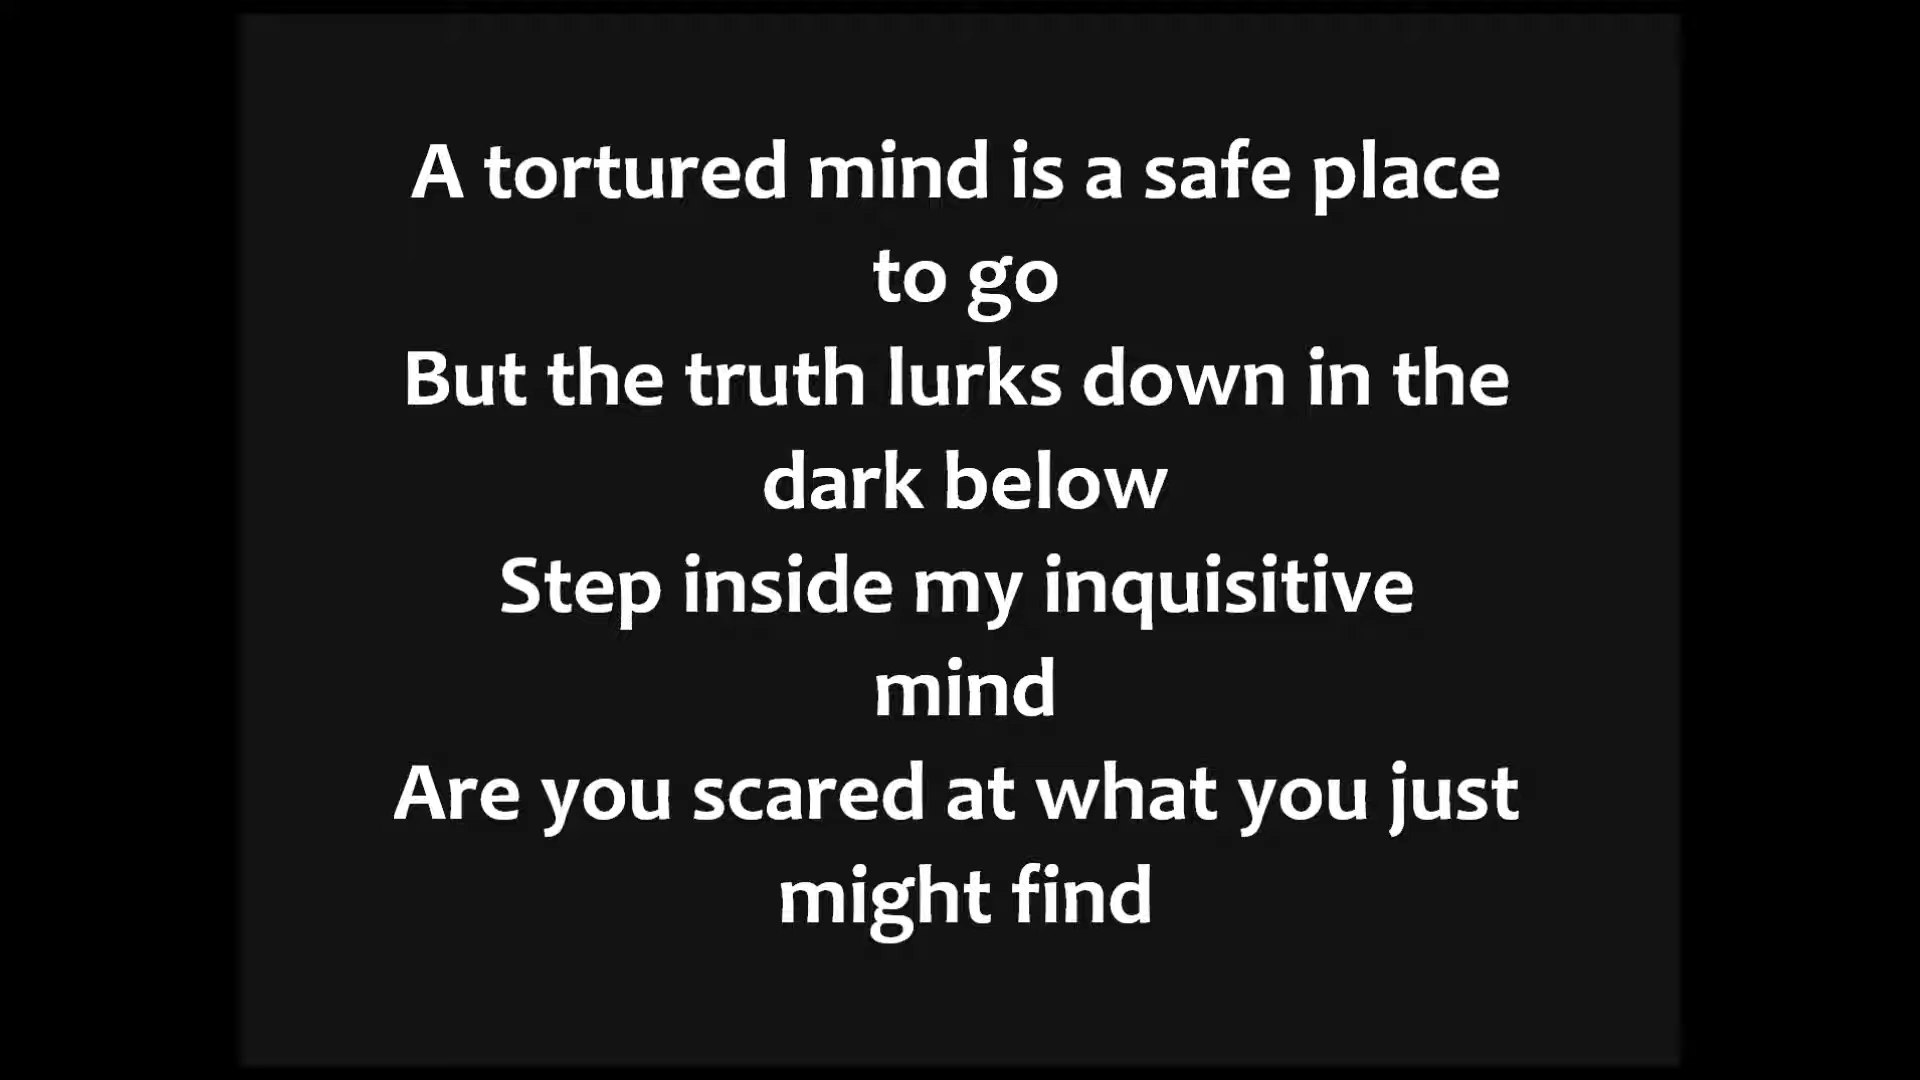 A tortured mind is a safe place
to go
But the truth lurks down in the
dark below
Step inside my inquisitive
mind
Are you scared at what you just
might find